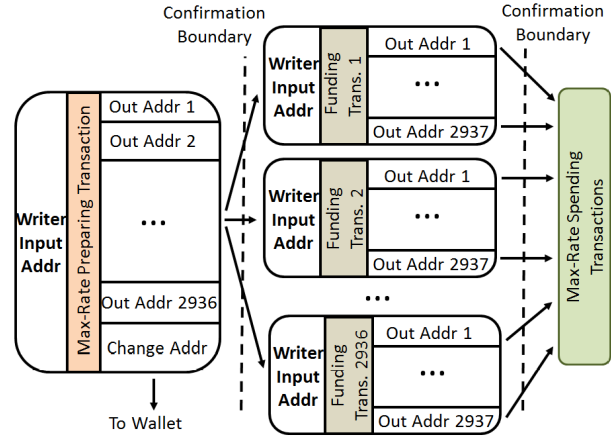 Confirmation
Boundary
Confirmation
Boundary
Writer
Input
Addr
Max-Rate Preparing Transaction
Out Addr 1
Out Addr 2
...
Out Addr 2936
Change Addr
To Wallet
Writer
Input
Addr
Funding
Trans. 1
Out Addr 1
...
Out Addr 2937
Writer
Input
Addr
Funding
Trans. 2
Out Addr 1
...
Out Addr 2937
...
Writer
Input
Addr
Funding
Trans. 2936
Out Addr 1
...
Out Addr 2937
Max-Rate Spending
Transactions